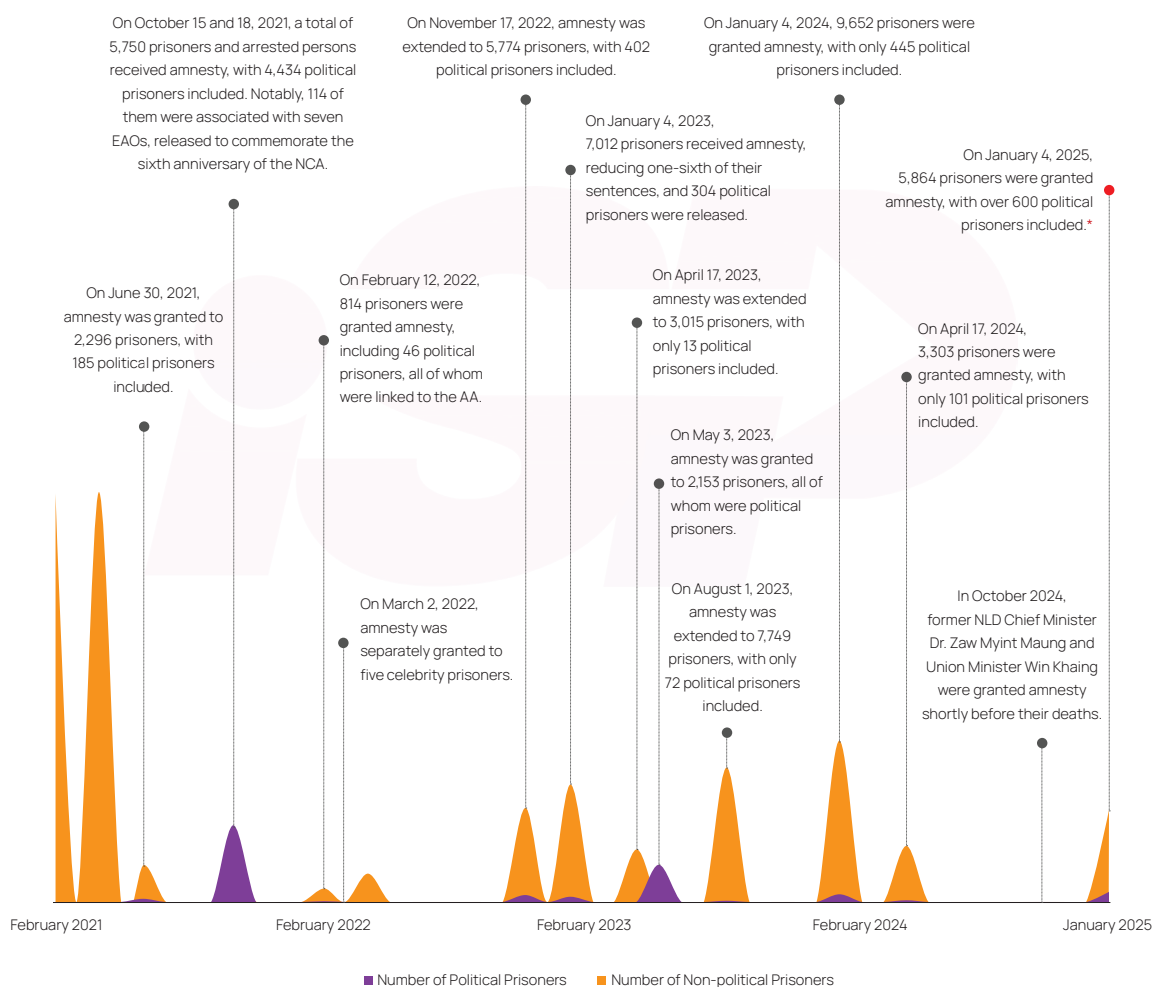 On October 15 and 18, 2021, a total of
5,750 prisoners and arrested persons
received amnesty, with 4,434 political
prisoners included. Notably, 114 of
them were associated with seven
EAOs, released to commemorate the
sixth anniversary of the NCA.
On November 17, 2022, amnesty was
extended to 5,774 prisoners, with 402
political prisoners included.
On January 4, 2024, 9,652 prisoners were
granted amnesty, with only 445 political
prisoners included.
On January 4, 2023,
7,012 prisoners received amnesty,
reducing one-sixth of their
sentences, and 304 political
prisoners were released.
On January 4, 2025,
5,864 prisoners were granted
amnesty, with over 600 political
prisoners included.*
On June 30, 2021,
amnesty was granted to
2,296 prisoners, with
185 political prisoners
included.
On February 12, 2022,
814 prisoners were
granted amnesty,
including 46 political
prisoners, all of whom
were linked to the AA.
On April 17, 2023,
amnesty was extended
to 3,015 prisoners, with
only 13 political
prisoners included.
On April 17, 2024,
3,303 prisoners were
granted amnesty, with
only 101 political prisoners
included.
On May 3, 2023,
amnesty was granted
to 2,153 prisoners, all of
whom were political
prisoners.
On March 2, 2022,
amnesty was
separately granted to
five celebrity prisoners.
On August 1, 2023,
amnesty was
extended to 7,749
prisoners, with only
72 political prisoners
included.
In October 2024,
former NLD Chief Minister
Dr. Zaw Myint Maung and
Union Minister Win Khaing
were granted amnesty
shortly before their deaths.
iSP
February 2021
February 2022
February 2023
February 2024
January 2025
Number of Political Prisoners
Number of Non-political Prisoners